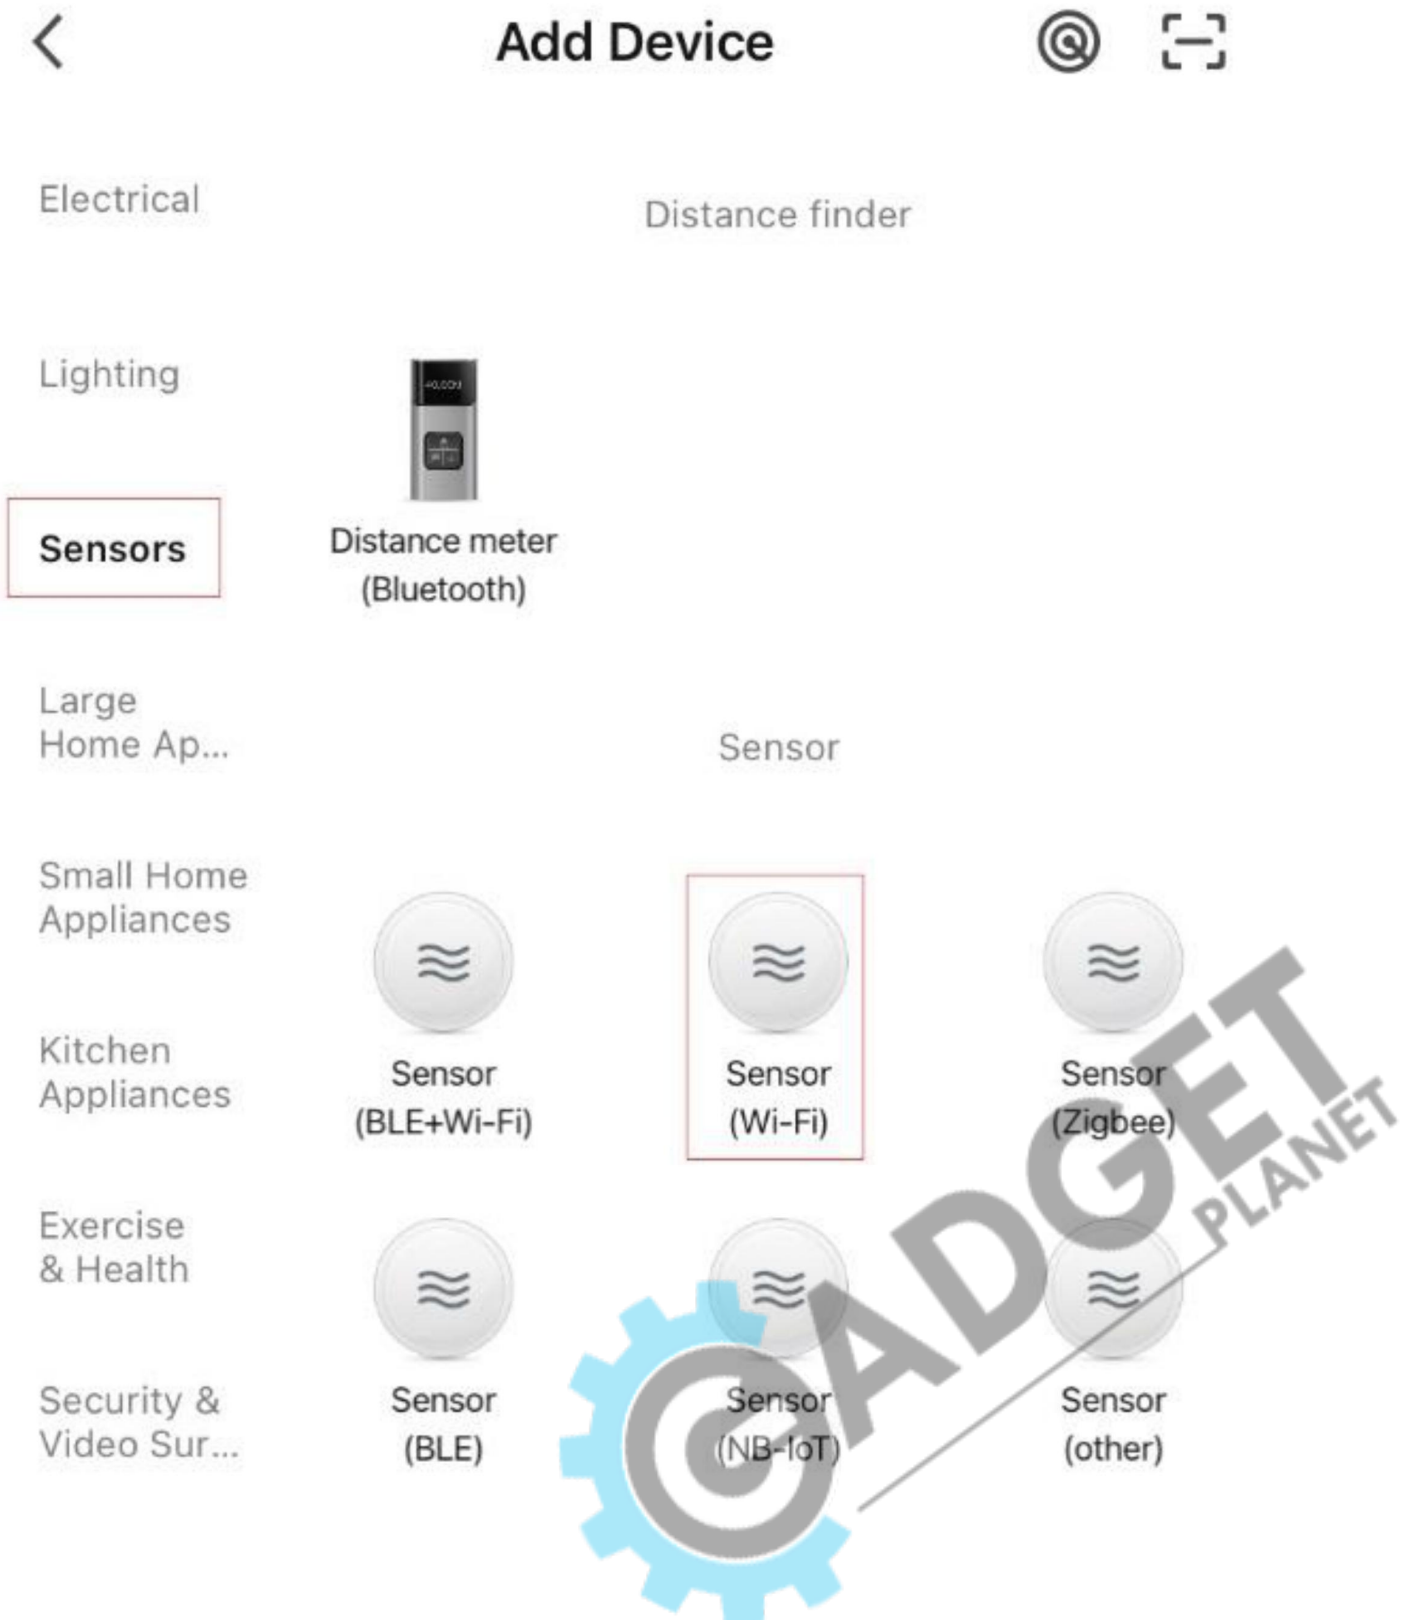 Add Device
Electrical
Lighting
Sensors
Large
Home Ap...
Small Home
Appliances
Kitchen
Appliances
Exercise
& Health
Security &
Video Sur...
Distance finder
Distance meter
(Bluetooth)
Sensor
Sensor
(BLE+Wi-Fi)
Sensor
(Wi-Fi)
Sensor
(Zigbee)
Sensor
(BLE)
Sensor
(NB-IoT)
Sensor
(other)
GADGET
PLANET